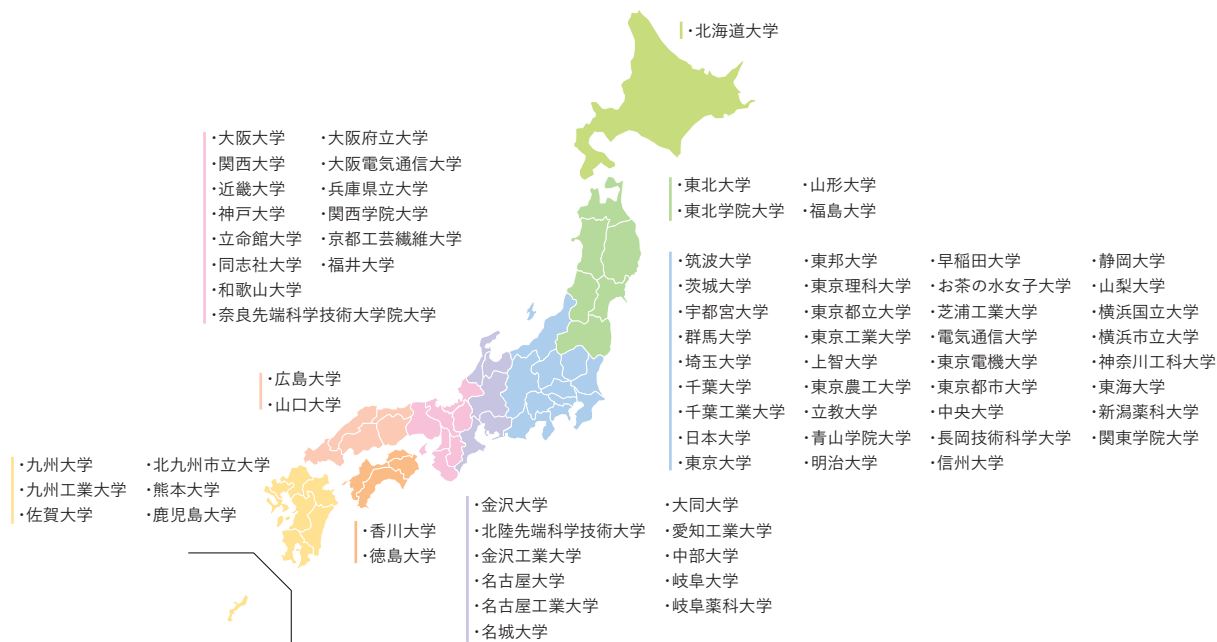 ・北海道大学
・大阪大学 ・大阪府立大学
・関西大学 ・大阪電気通信大学
・近畿大学 ・兵庫県立大学
・神戸大学 ・関西学院大学
・立命館大学 ・京都工芸繊維大学
・同志社大学 ・福井大学
・和歌山大学
・奈良先端科学技術大学院大学
・東北大学 ・山形大学
・東北学院大学 ・福島大学
・筑波大学 ・東邦大学 ・早稲田大学 ・静岡大学
・茨城大学 ・東京理科大学 ・お茶の水女子大学 ・山梨大学
・宇都宮大学 ・東京都立大学 ・芝浦工業大学 ・横浜国立大学
・群馬大学 ・東京工業大学 ・電気通信大学 ・横浜市立大学
・埼玉大学 ・上智大学 ・東京電機大学 ・神奈川工科大学
・千葉大学 ・東京農工大学 ・東京都市大学 ・東海大学
・千葉工業大学 ・立教大学 ・中央大学 ・新潟薬科大学
・日本大学 ・青山学院大学 ・長岡技術科学大学 ・関東学院大学
・東京大学 ・明治大学 ・信州大学
・広島大学
・山口大学
・九州大学 ・北九州市立大学
・九州工業大学 ・熊本大学
・佐賀大学 ・鹿児島大学
・香川大学
・徳島大学
・金沢大学 ・大同大学
・北陸先端科学技術大学 ・愛知工業大学
・金沢工業大学 ・中部大学
・名古屋大学 ・岐阜大学
・名古屋工業大学 ・岐阜薬科大学
・名城大学